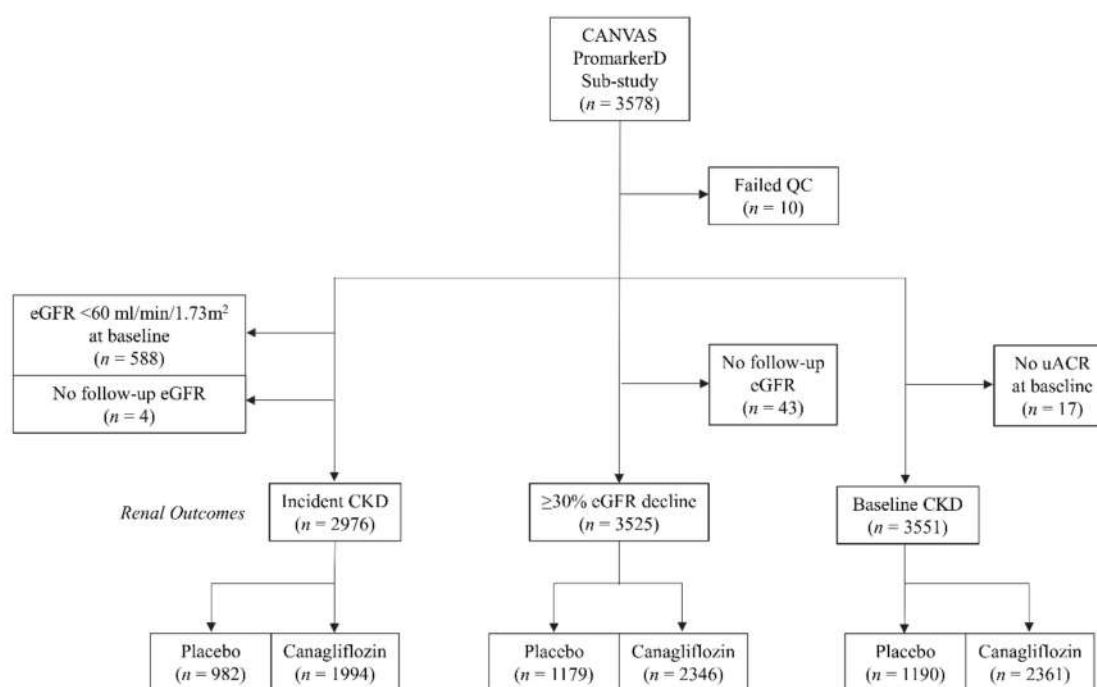 CANVAS
PromarkerD
Sub-study
(n = 3578)
Failed QC
(n = 10)
eGFR <60 ml/min/1.73m²
at baseline
(n = 588)
No follow-up eGFR
(n = 4)
No follow-up
eGFR
(n = 43)
No uACR
at baseline
(n = 17)
Renal Outcomes
Incident CKD
(n = 2976)
≥30% eGFR decline
(n = 3525)
Baseline CKD
(n = 3551)
Placebo
(n = 982)
Canagliflozin
(n = 1994)
Placebo
(n = 1179)
Canagliflozin
(n = 2346)
Placebo
(n = 1190)
Canagliflozin
(n = 2361)